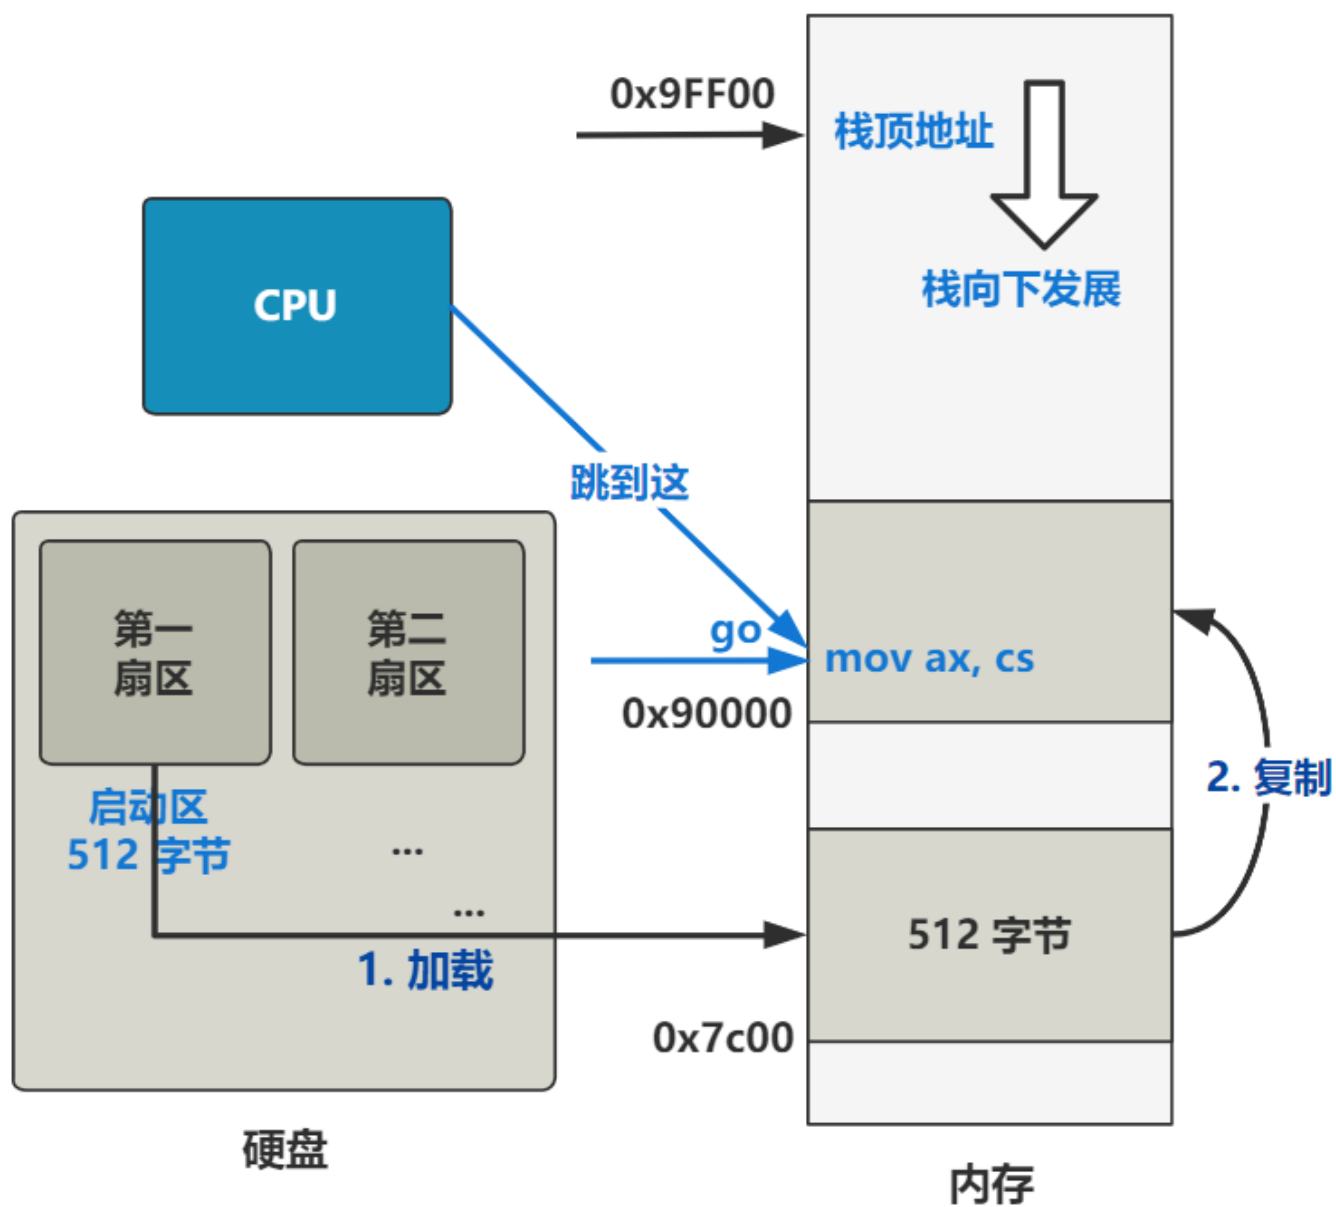 0x9FF00
栈顶地址
栈向下发展
CPU
跳到这
第一
扇区
第二
扇区
go
mov ax, cs
0x90000
启动区
512 字节
...
...
1. 加载
2. 复制
512 字节
0x7c00
硬盘
内存